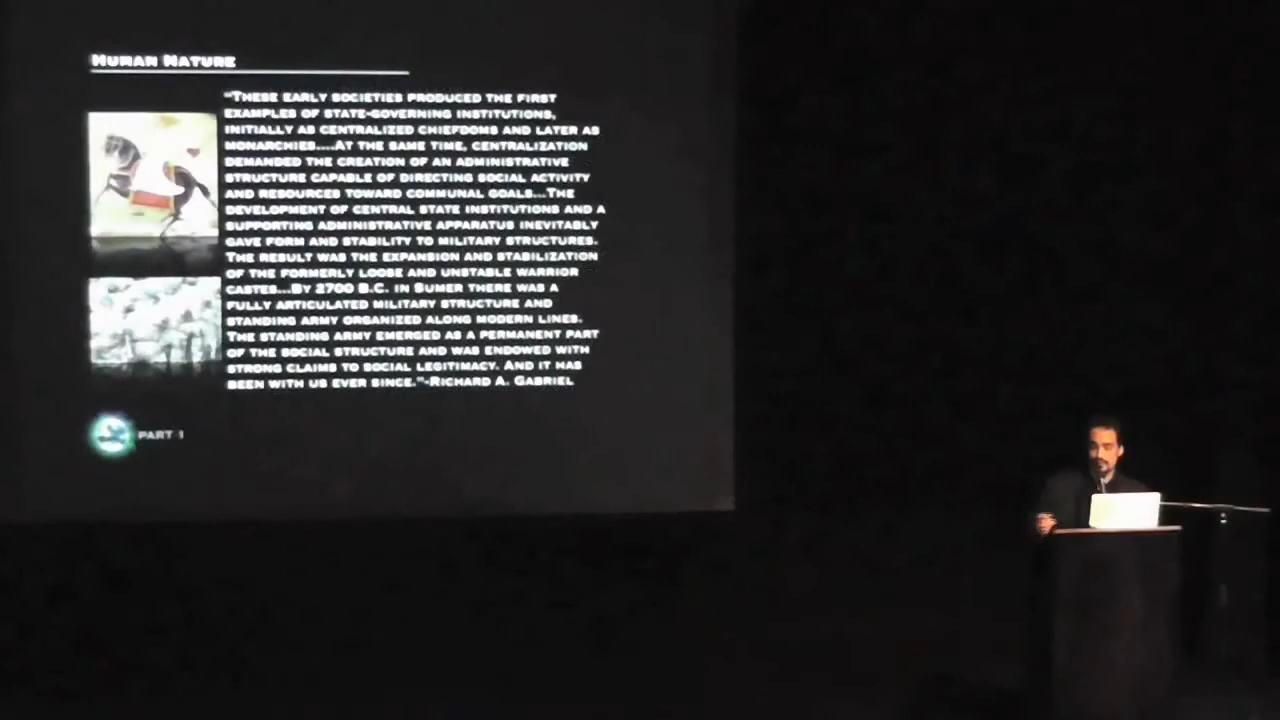 HUMAN NATURE
"THESE EARLY SOCIETIES PRODUCED THE FIRST
EXAMPLES OF STATE-GOVERNING INSTITUTIONS,
INITIALLY AS CENTRALIZED CHIEFDOMS AND LATER AS
MONARCHIES....AT THE SAME TIME, CENTRALIZATION
DEMANDED THE CREATION OF AN ADMINISTRATIVE
STRUCTURE CAPABLE OF DIRECTING SOCIAL ACTIVITY
AND RESOURCES TOWARD COMMUNAL GOALS...THE
DEVELOPMENT OF CENTRAL STATE INSTITUTIONS AND A
SUPPORTING ADMINISTRATIVE APPARATUS INEVITABLY
GAVE FORM AND STABILITY TO MILITARY STRUCTURES.
THE RESULT WAS THE EXPANSION AND STABILIZATION
OF THE FORMERLY LOOSE AND UNSTABLE WARRIOR
CASTES...BY 2700 B.C. IN SUMER THERE WAS A
FULLY ARTICULATED MILITARY STRUCTURE AND
STANDING ARMY ORGANIZED ALONG MODERN LINES.
THE STANDING ARMY EMERGED AS A PERMANENT PART
OF THE SOCIAL STRUCTURE AND WAS ENDOWED WITH
STRONG CLAIMS TO SOCIAL LEGITIMACY. AND IT HAS
BEEN WITH US EVER SINCE."-RICHARD A. GABRIEL
PART 1